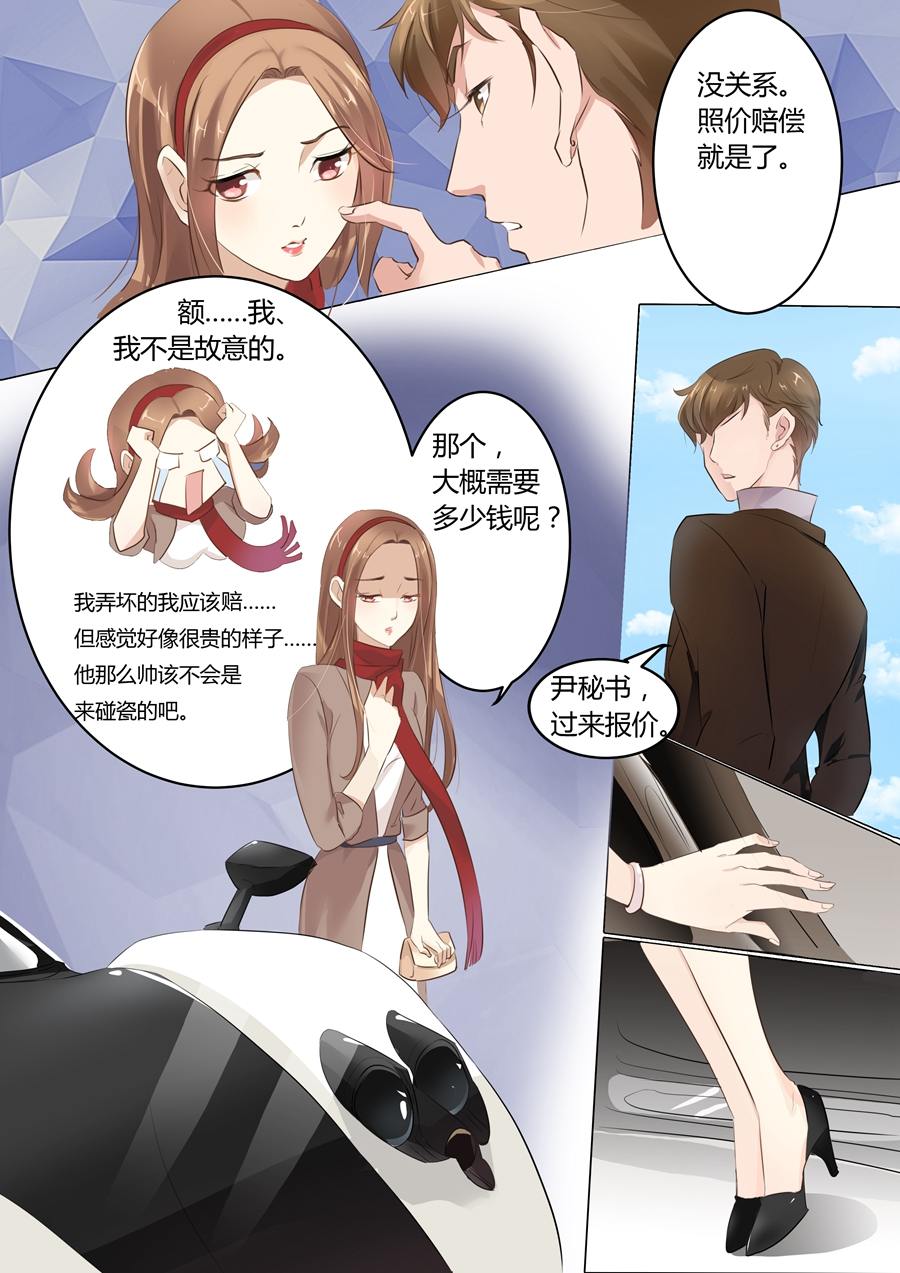 没关系。
照价赔偿
就是了。
额……我、
我不是故意的。
我弄坏的我应该赔……
但感觉好像很贵的样子……
他那么帅该不会是
来碰瓷的吧。
那个，
大概需要
多少钱呢？
尹秘书，
过来报价。